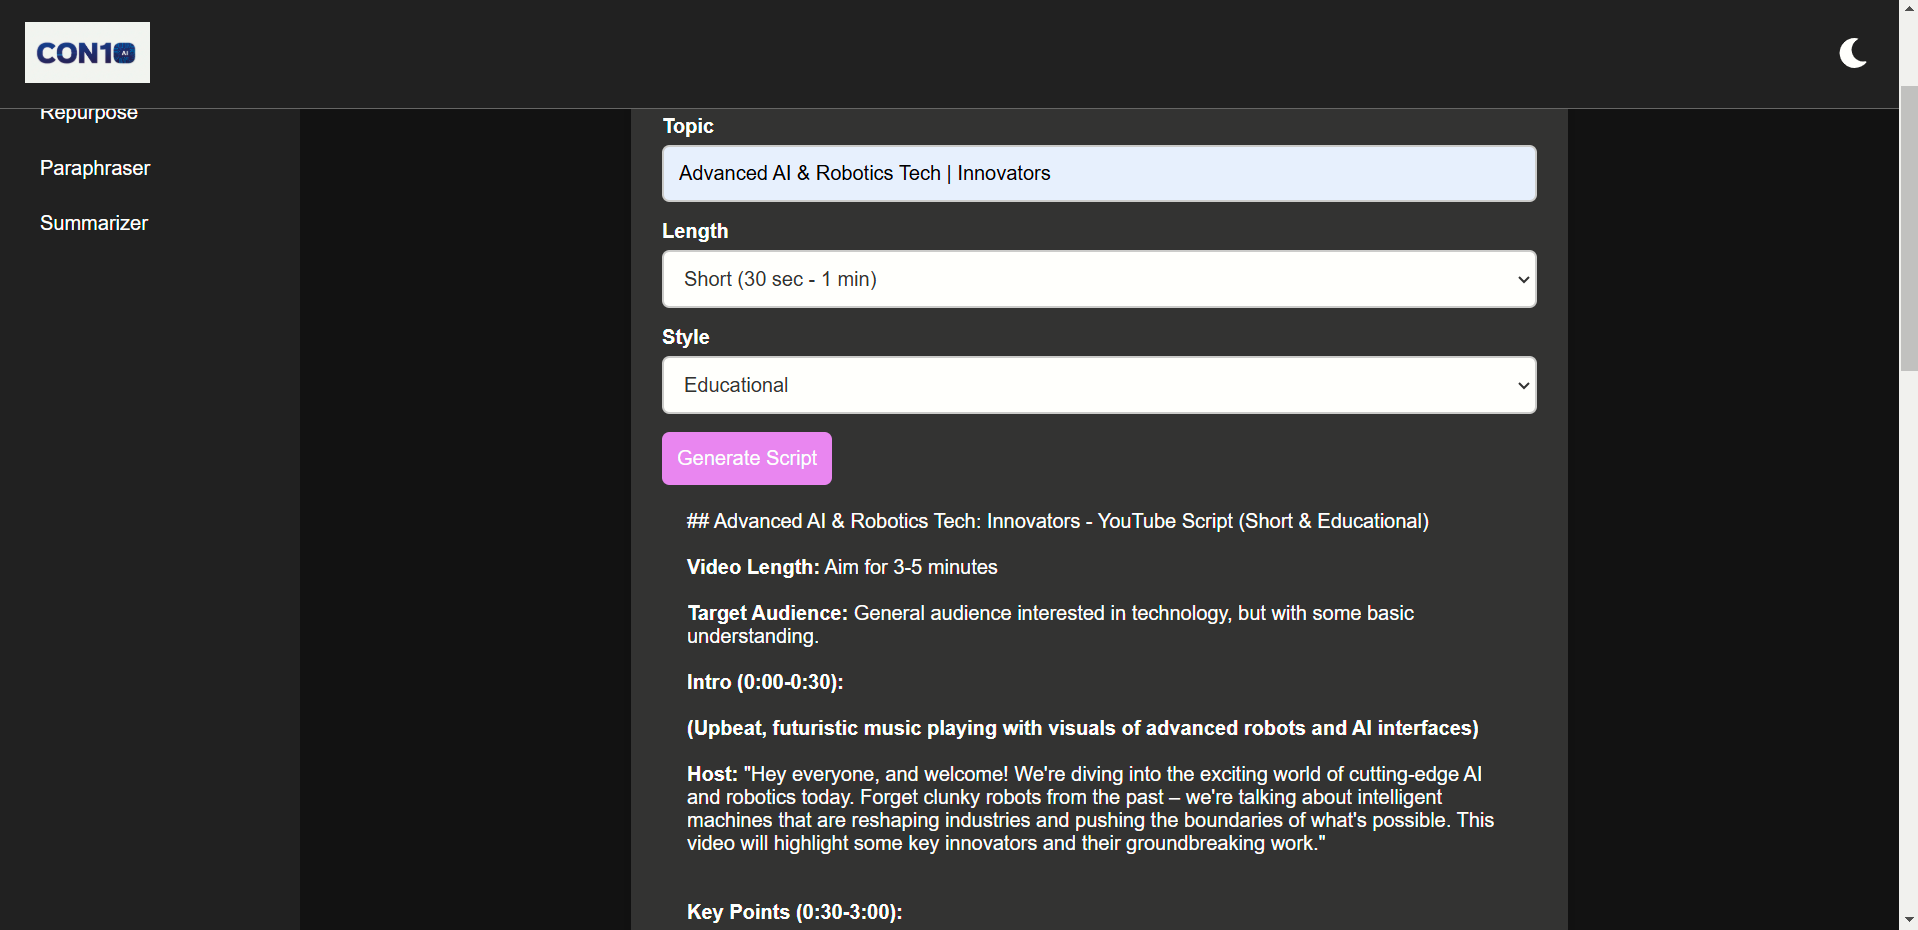 CON10 AI
Repurpose
Paraphraser
Summarizer
Topic
Advanced AI & Robotics Tech | Innovators
Length
Short (30 sec - 1 min)
Style
Educational
Generate Script
## Advanced AI & Robotics Tech: Innovators - YouTube Script (Short & Educational)
Video Length: Aim for 3-5 minutes
Target Audience: General audience interested in technology, but with some basic
understanding.
Intro (0:00-0:30):
(Upbeat, futuristic music playing with visuals of advanced robots and AI interfaces)
Host: "Hey everyone, and welcome! We're diving into the exciting world of cutting-edge AI
and robotics today. Forget clunky robots from the past – we're talking about intelligent
machines that are reshaping industries and pushing the boundaries of what's possible. This
video will highlight some key innovators and their groundbreaking work."
Key Points (0:30-3:00):